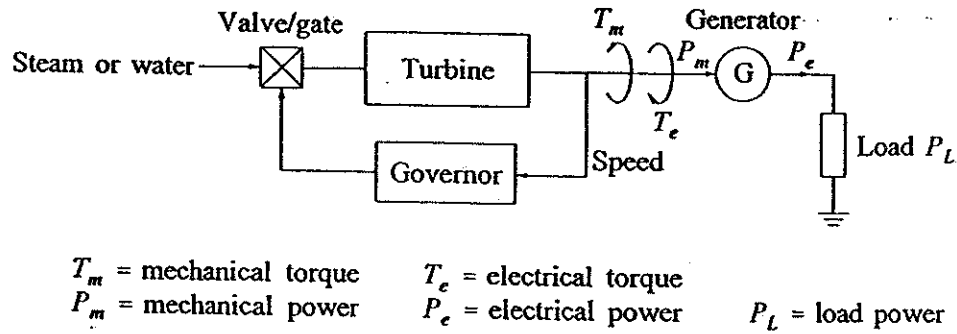 Valve/gate
Steam or water
Turbine
Governor
Speed
T_m
T_e
P_m
Generator
G
P_e
Load P_L
T_m = mechanical torque T_e = electrical torque
P_m = mechanical power P_e = electrical power P_L = load power